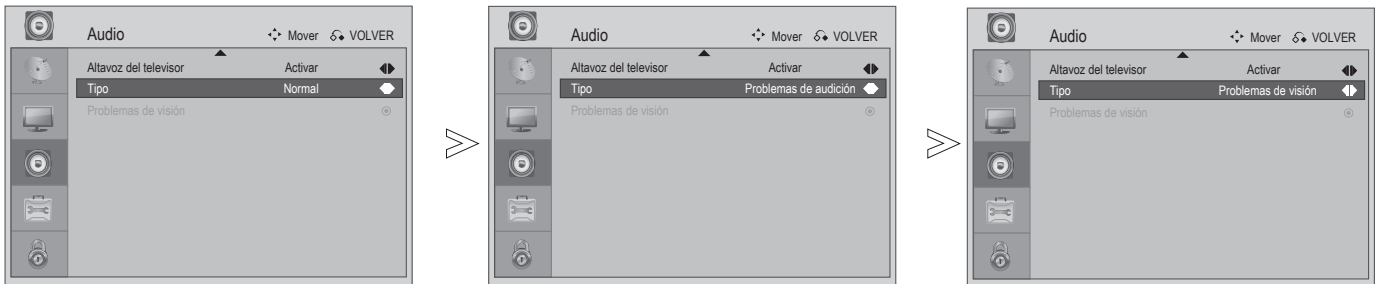 Audio Mover VOLVER
Altavoz del televisor Activar
Tipo Normal
Problemas de visión
Audio Mover VOLVER
Altavoz del televisor Activar
Tipo Problemas de audición
Problemas de visión
Audio Mover VOLVER
Altavoz del televisor Activar
Tipo Problemas de visión
Problemas de visión